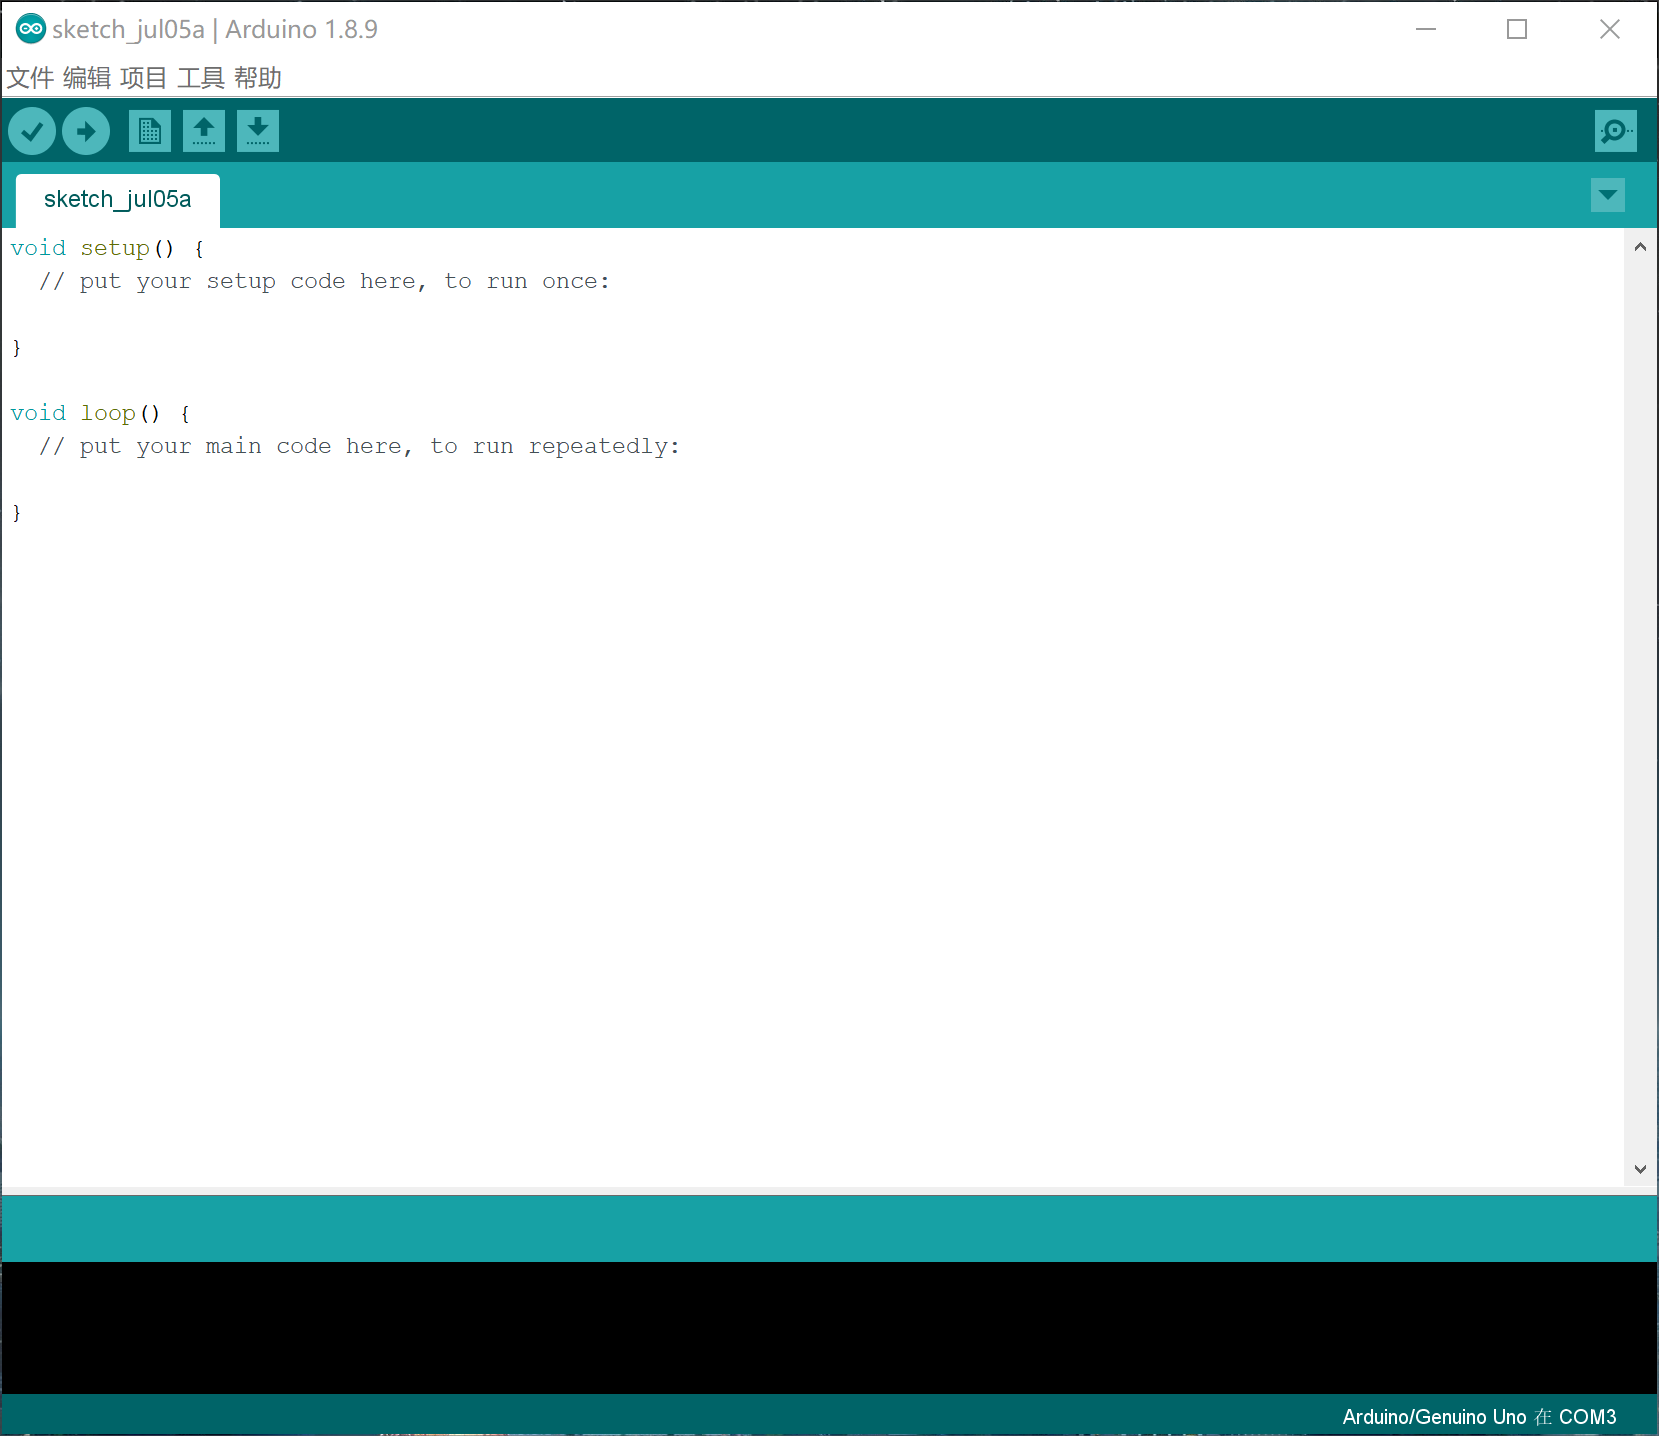 sketch_jul05a | Arduino 1.8.9
文件 编辑 项目 工具 帮助
sketch_jul05a
void setup() {
  // put your setup code here, to run once:
}
void loop() {
  // put your main code here, to run repeatedly:
}
Arduino/Genuino Uno 在 COM3